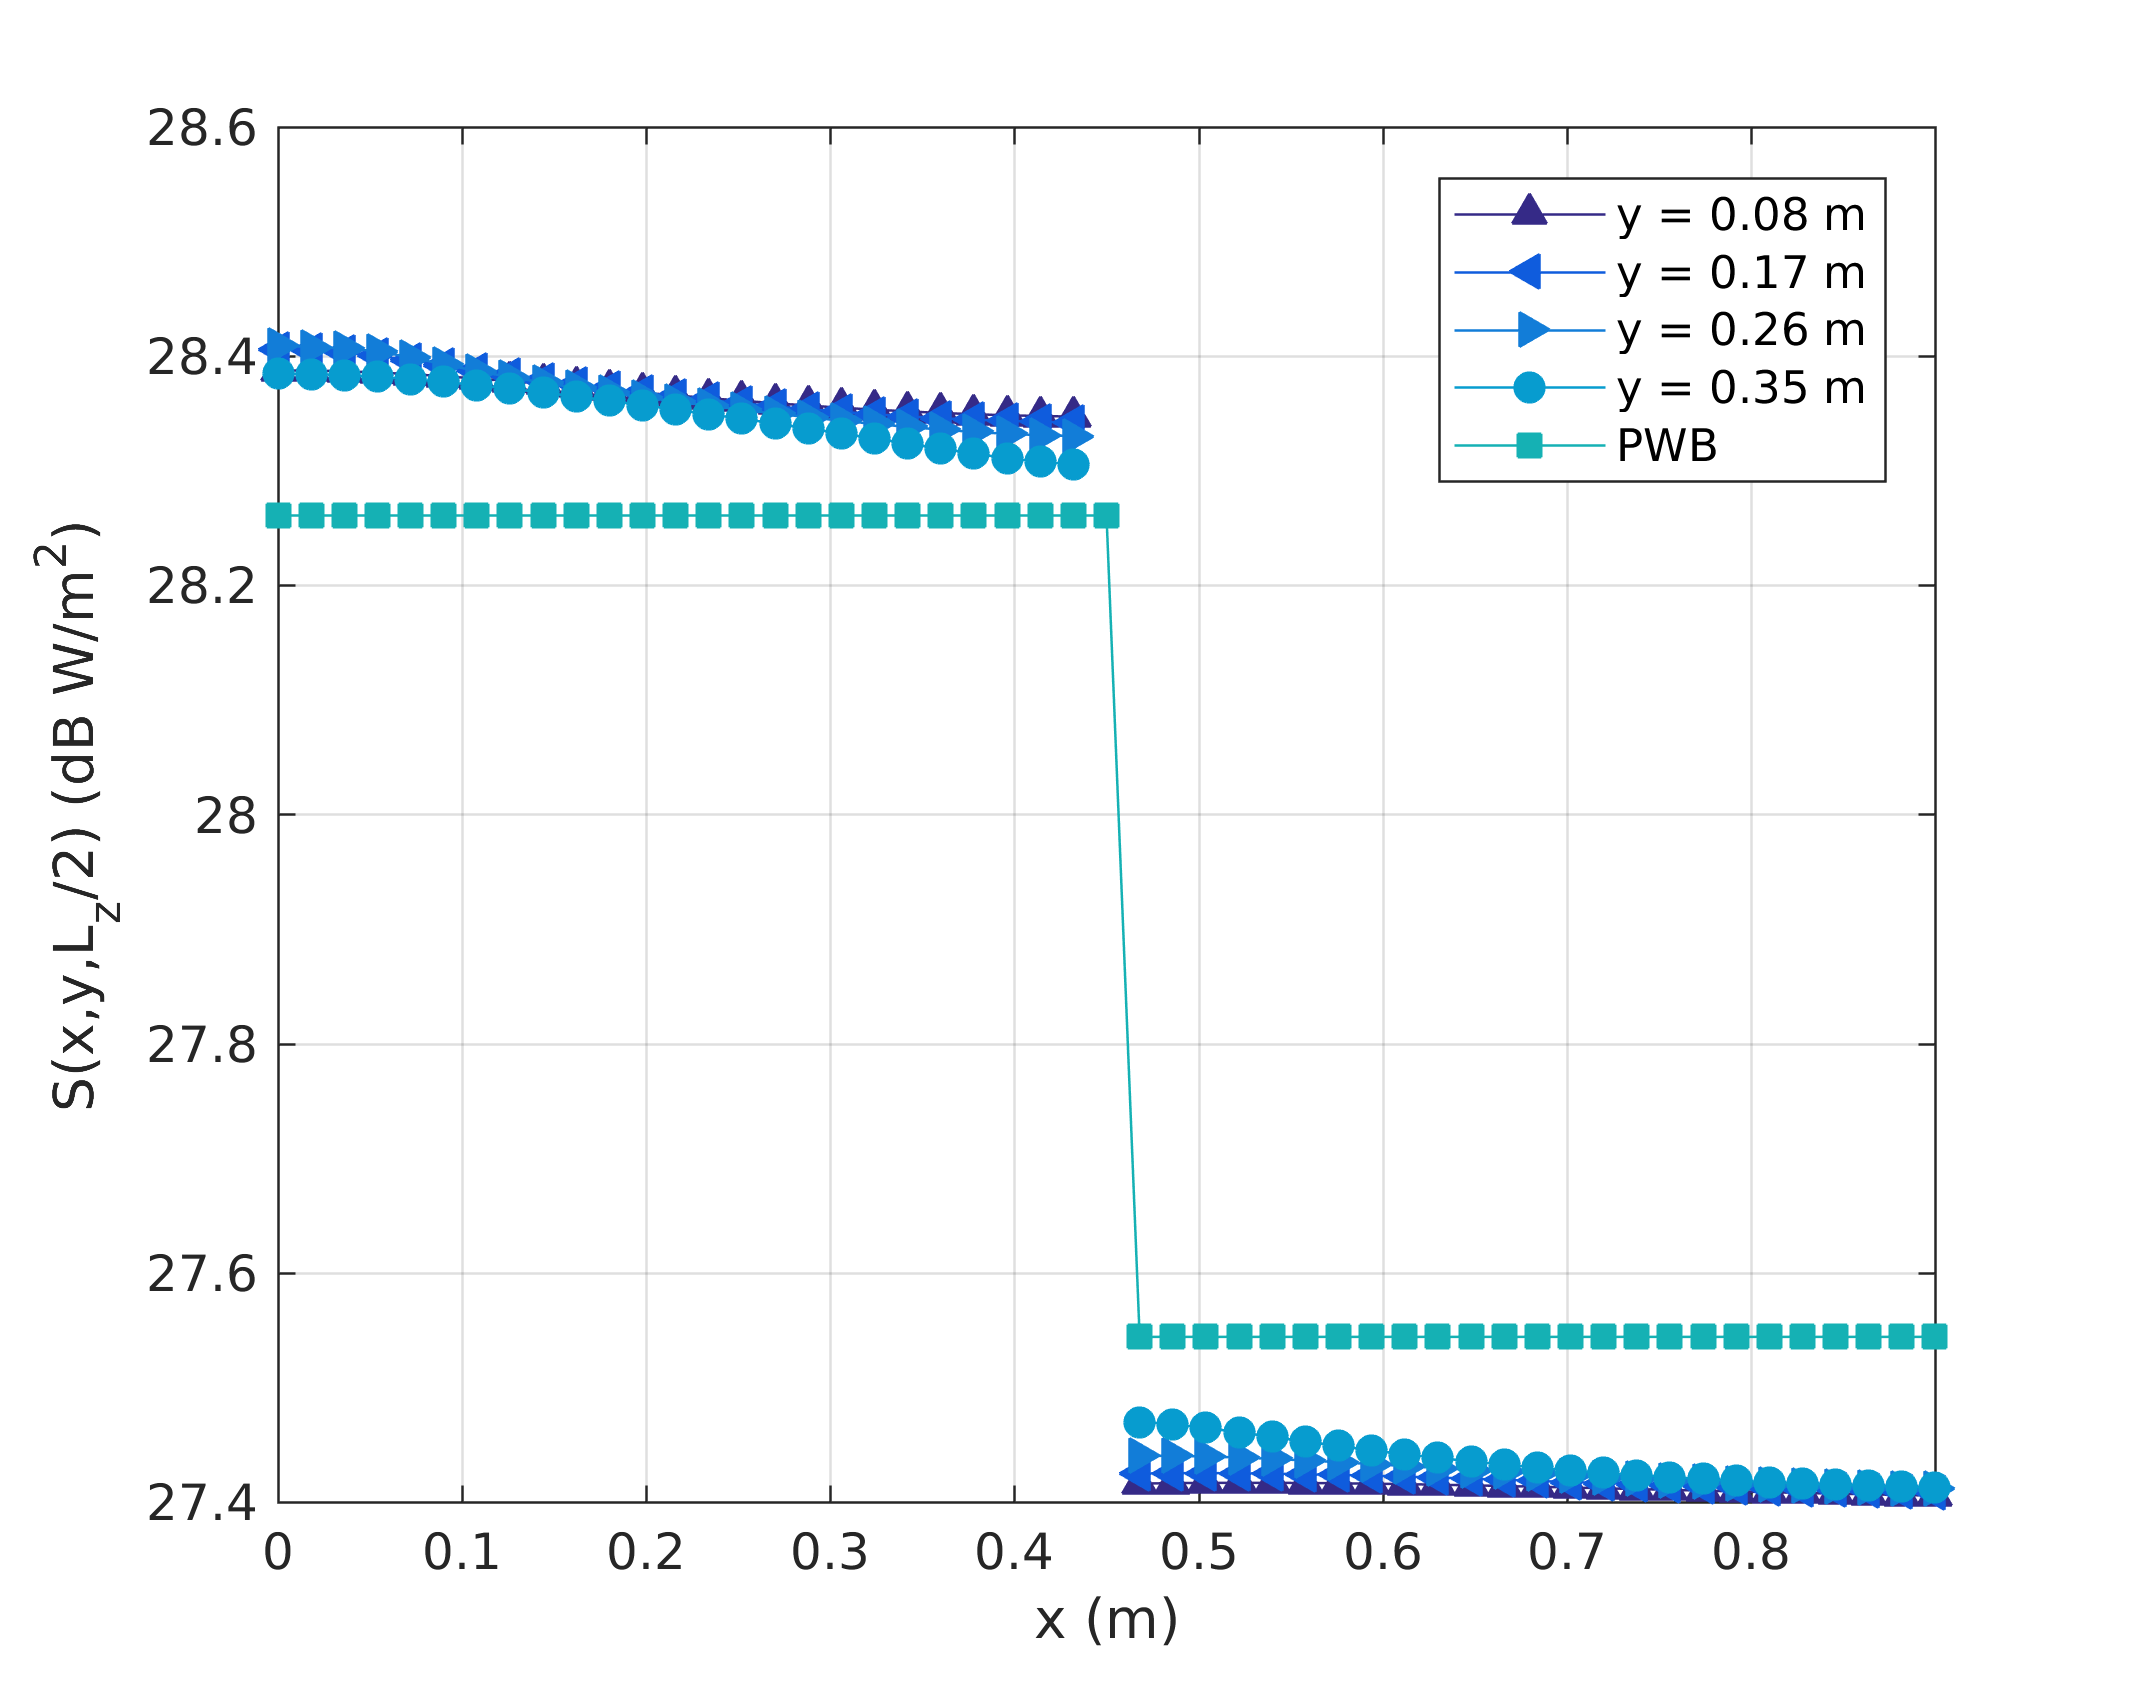 28.6
28.4
28.2
28
27.8
27.6
27.4
0 0.1 0.2 0.3 0.4 0.5 0.6 0.7 0.8
x (m)
S(x,y,L_z/2) (dB W/m^2)
y = 0.08 m
y = 0.17 m
y = 0.26 m
y = 0.35 m
PWB